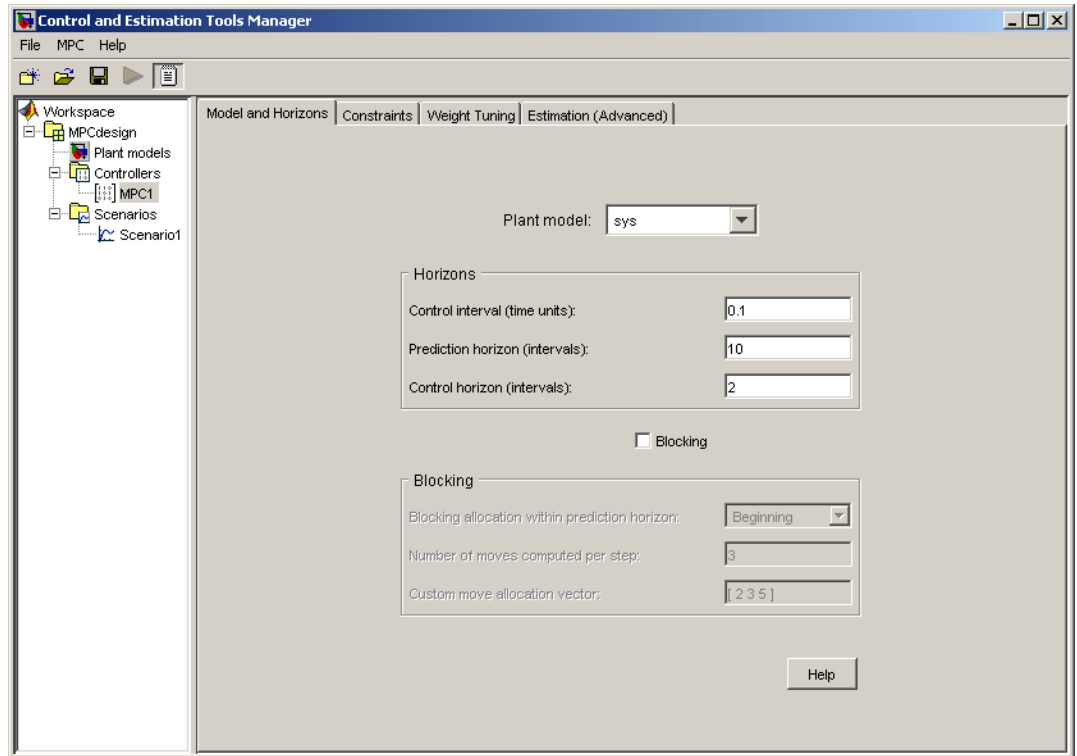 Control and Estimation Tools Manager
File MPC Help
Workspace
MPCdesign
Plant models
Controllers
MPC1
Scenarios
Scenario1
Model and Horizons Constraints Weight Tuning Estimation (Advanced)
Plant model: sys
Horizons
Control interval (time units): 0.1
Prediction horizon (intervals): 10
Control horizon (intervals): 2
Blocking
Blocking
Blocking allocation within prediction horizon: Beginning
Number of moves computed per step: 3
Custom move allocation vector: [ 2 3 5 ]
Help